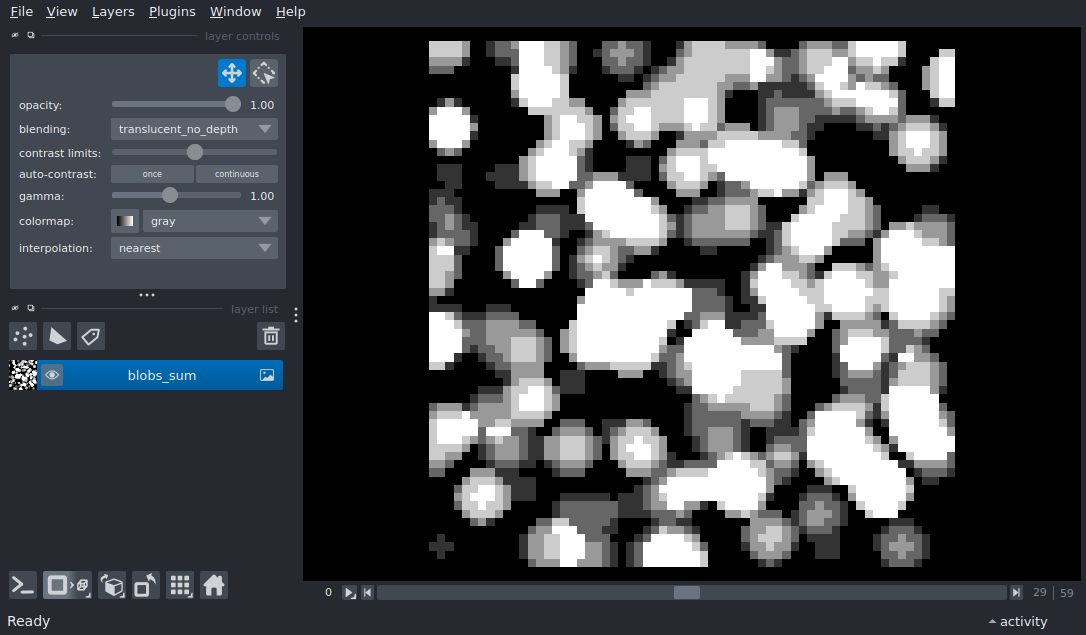 File View Layers Plugins Window Help
layer controls
opacity: 1.00
blending: translucent_no_depth
contrast limits:
auto-contrast: once continuous
gamma: 1.00
colormap: gray
interpolation: nearest
layer list
blobs_sum
0 29 59
Ready activity